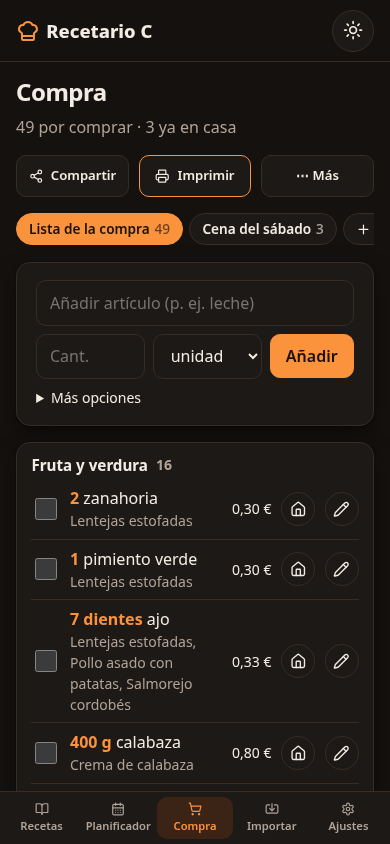 Recetario C
Compra
49 por comprar · 3 ya en casa
Compartir
Imprimir
··· Más
Lista de la compra 49
Cena del sábado 3
+
Añadir artículo (p. ej. leche)
Cant.
unidad
Añadir
▶ Más opciones
Fruta y verdura 16
2 zanahoria
Lentejas estofadas
0,30 €
1 pimiento verde
Lentejas estofadas
0,30 €
7 dientes ajo
Lentejas estofadas,
Pollo asado con
patatas, Salmorejo
cordobés
0,33 €
400 g calabaza
Crema de calabaza
0,80 €
Recetas
Planificador
Compra
Importar
Ajustes